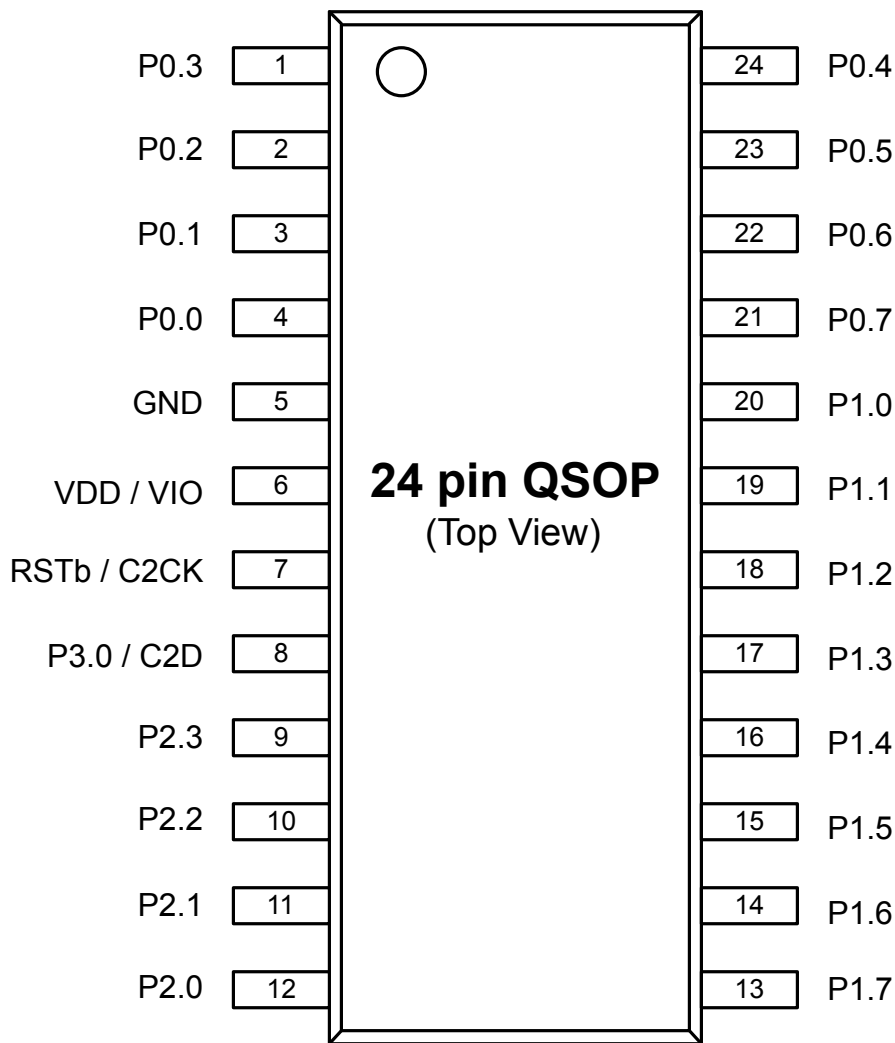 P0.3 1 24 P0.4
P0.2 2 23 P0.5
P0.1 3 22 P0.6
P0.0 4 21 P0.7
GND 5 20 P1.0
VDD / VIO 6 24 pin QSOP 19 P1.1
(Top View)
RSTb / C2CK 7 18 P1.2
P3.0 / C2D 8 17 P1.3
P2.3 9 16 P1.4
P2.2 10 15 P1.5
P2.1 11 14 P1.6
P2.0 12 13 P1.7